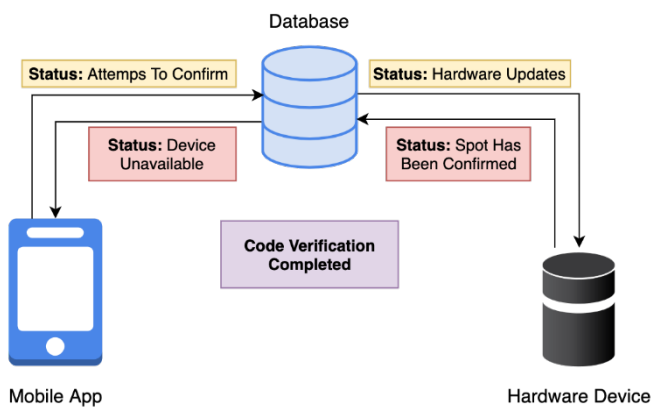 Database
Status: Attemps To Confirm
Status: Hardware Updates
Status: Device
Unavailable
Status: Spot Has
Been Confirmed
Code Verification
Completed
Mobile App
Hardware Device